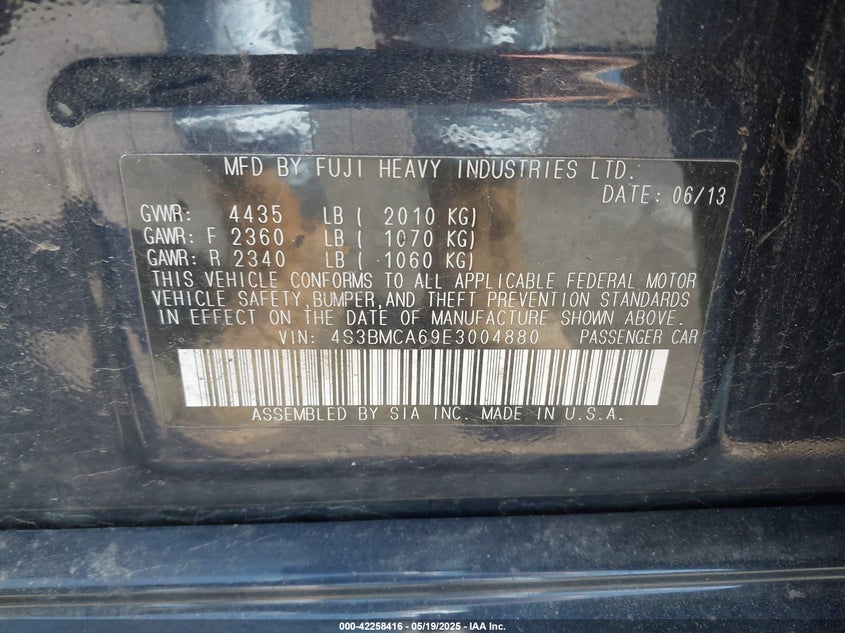 MFD BY FUJI HEAVY INDUSTRIES LTD.
DATE: 06/13
GVWR: 4435 LB ( 2010 KG)
GAWR: F 2360 LB ( 1070 KG)
GAWR: R 2340 LB ( 1060 KG)
THIS VEHICLE CONFORMS TO ALL APPLICABLE FEDERAL MOTOR
VEHICLE SAFETY, BUMPER, AND THEFT PREVENTION STANDARDS
IN EFFECT ON THE DATE OF MANUFACTURE SHOWN ABOVE.
VIN: 4S3BMCA69E3004880 PASSENGER CAR
ASSEMBLED BY SIA INC. MADE IN U.S.A.
000-42258416 - 05/19/2025 - IAA Inc.